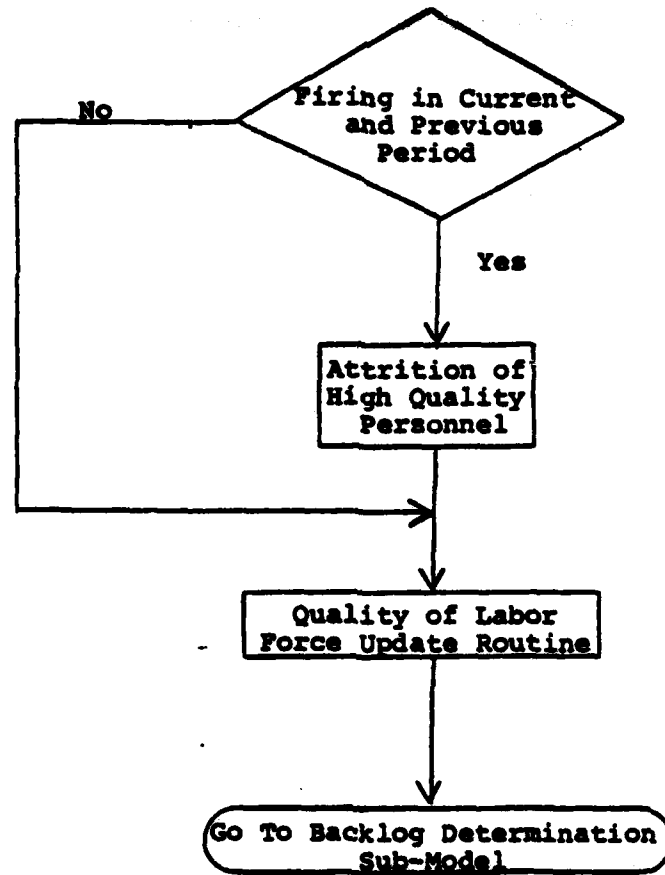 Firing in Current
and Previous
Period
No
Yes
Attrition of
High Quality
Personnel
Quality of Labor
Force Update Routine
Go To Backlog Determination
Sub-Model